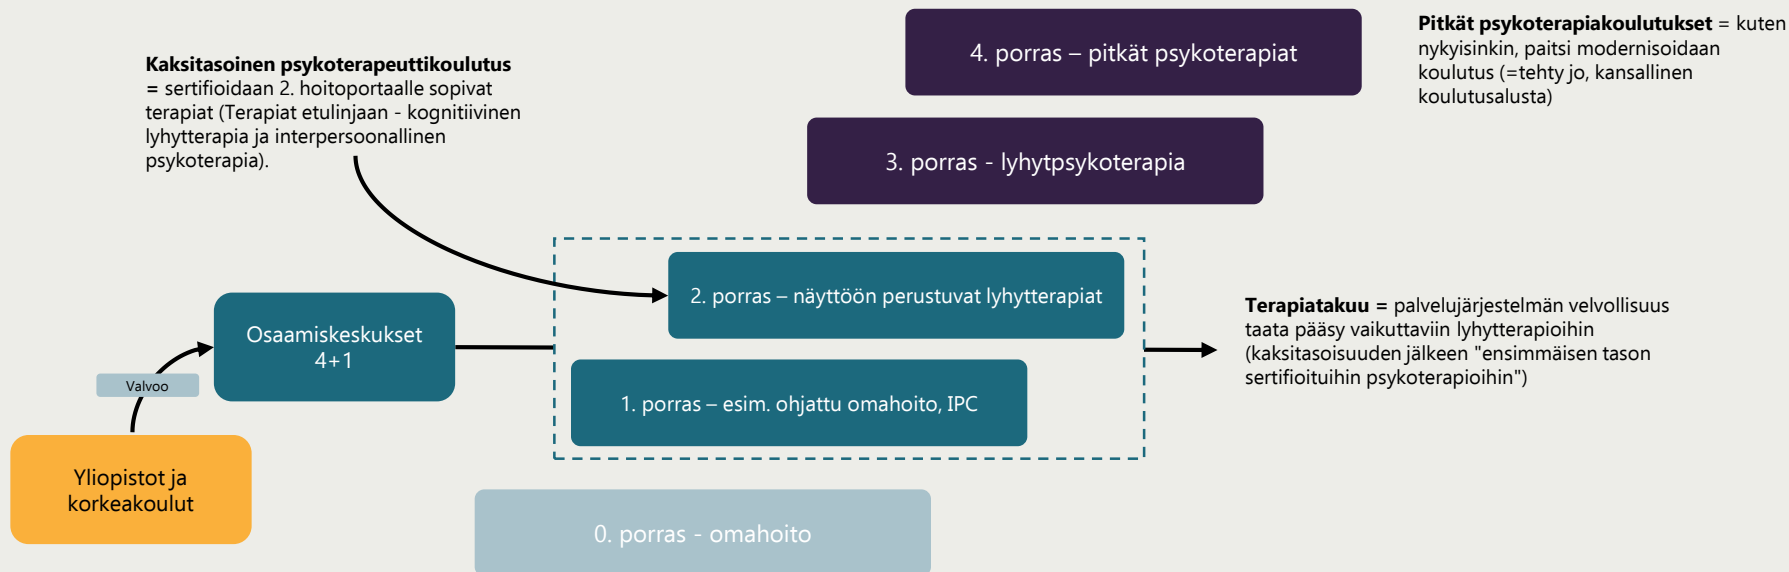 4. porras – pitkät psykoterapiat
Pitkät psykoterapiakoulutukset = kuten
nykyisinkin, paitsi modernisoidaan
koulutus (=tehty jo, kansallinen
koulutusalusta)
Kaksitasoinen psykoterapeuttikoulutus
= sertifioidaan 2. hoitoportaalle sopivat
terapiat (Terapiat etulinjaan - kognitiivinen
lyhytterapia ja interpersoonallinen
psykoterapia).
3. porras - lyhytpsykoterapia
2. porras – näyttöön perustuvat lyhytterapiat
Osaamiskeskukset
4+1
Terapiatakuu = palvelujärjestelmän velvollisuus
taata pääsy vaikuttaviin lyhytterapioihin
(kaksitasoisuuden jälkeen "ensimmäisen tason
sertifioituihin psykoterapioihin")
Valvoo
1. porras – esim. ohjattu omahoito, IPC
Yliopistot ja
korkeakoulut
0. porras - omahoito